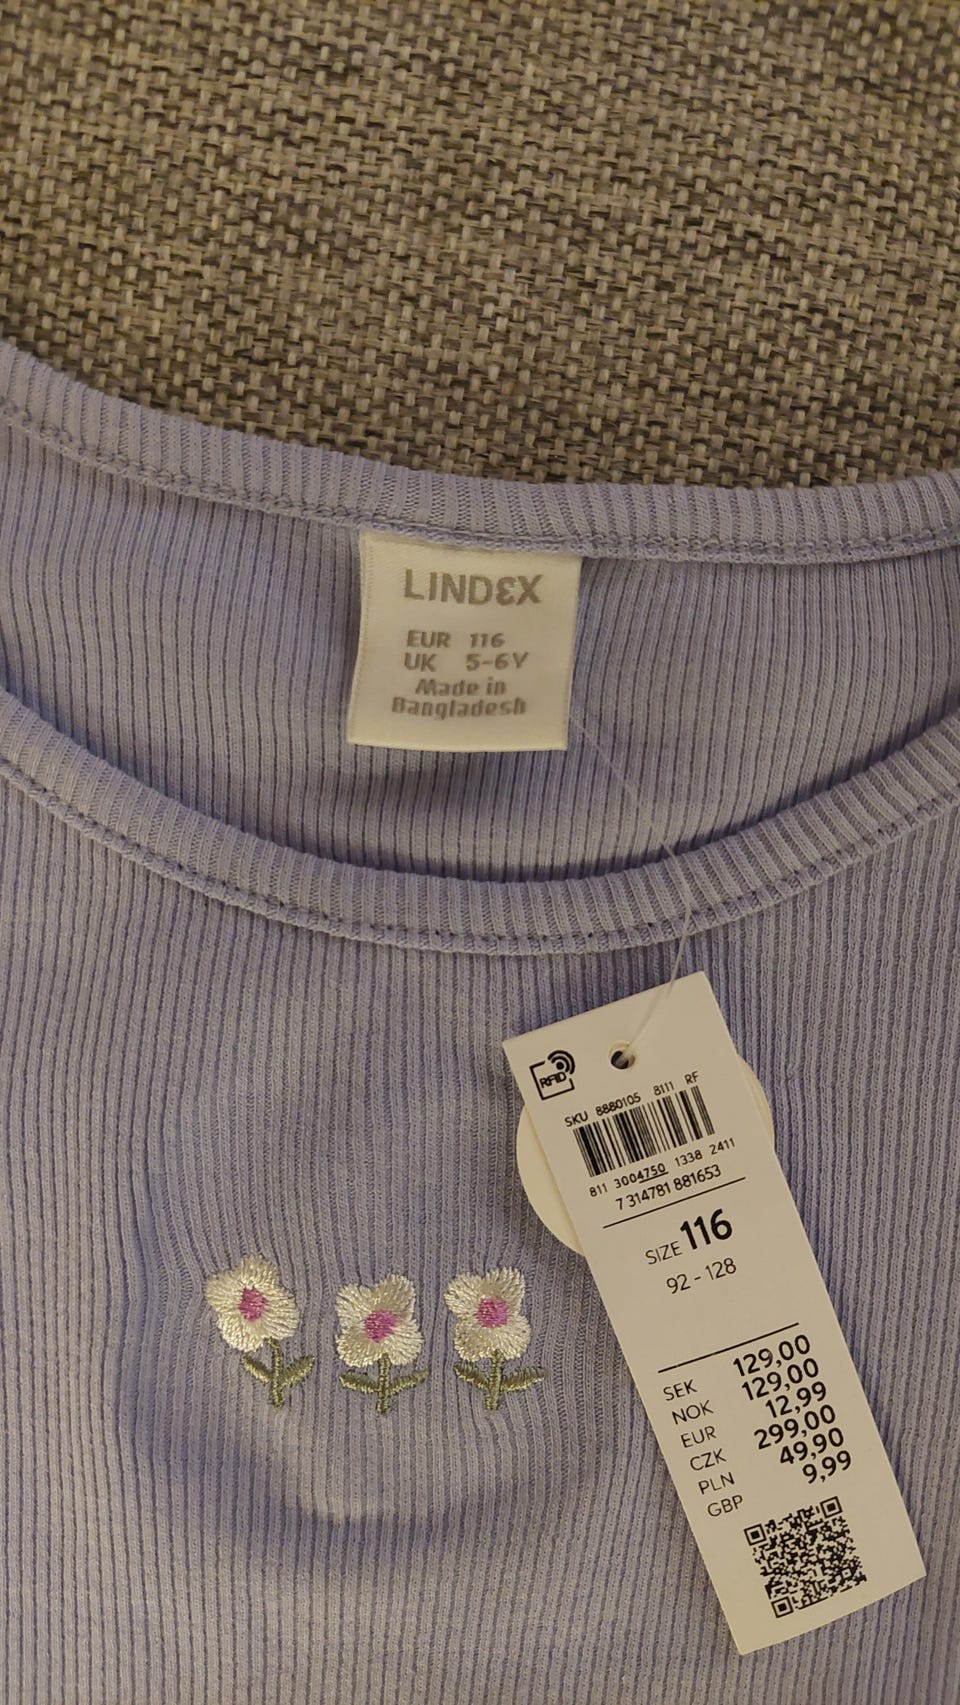 LINDEX
EUR 116
UK 5-6Y
Made in
Bangladesh
RFID
SKU 8880105 8111 RF
811 3004750 1338 2411
7 314781 881653
SIZE 116
92 - 128
SEK 129,00
NOK 129,00
EUR 12,99
CZK 299,00
PLN 49,90
GBP 9,99